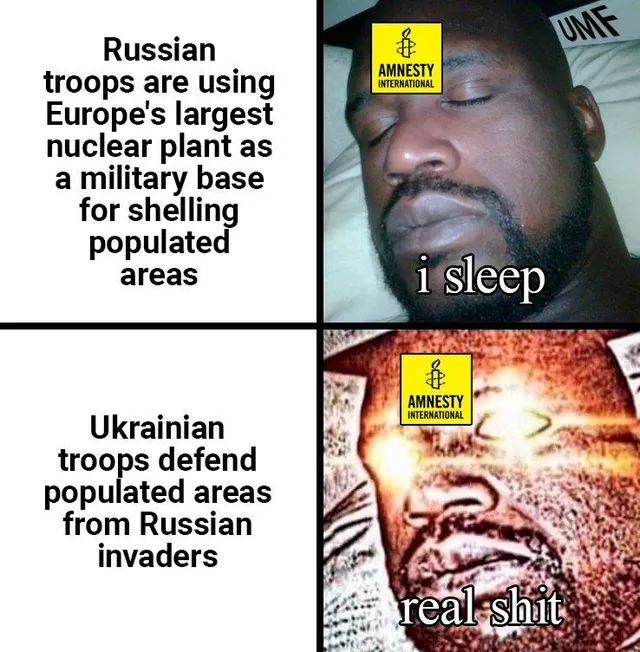 Russian
troops are using
Europe's largest
nuclear plant as
a military base
for shelling
populated
areas
AMNESTY
INTERNATIONAL
UMF
i sleep
Ukrainian
troops defend
populated areas
from Russian
invaders
AMNESTY
INTERNATIONAL
real shit